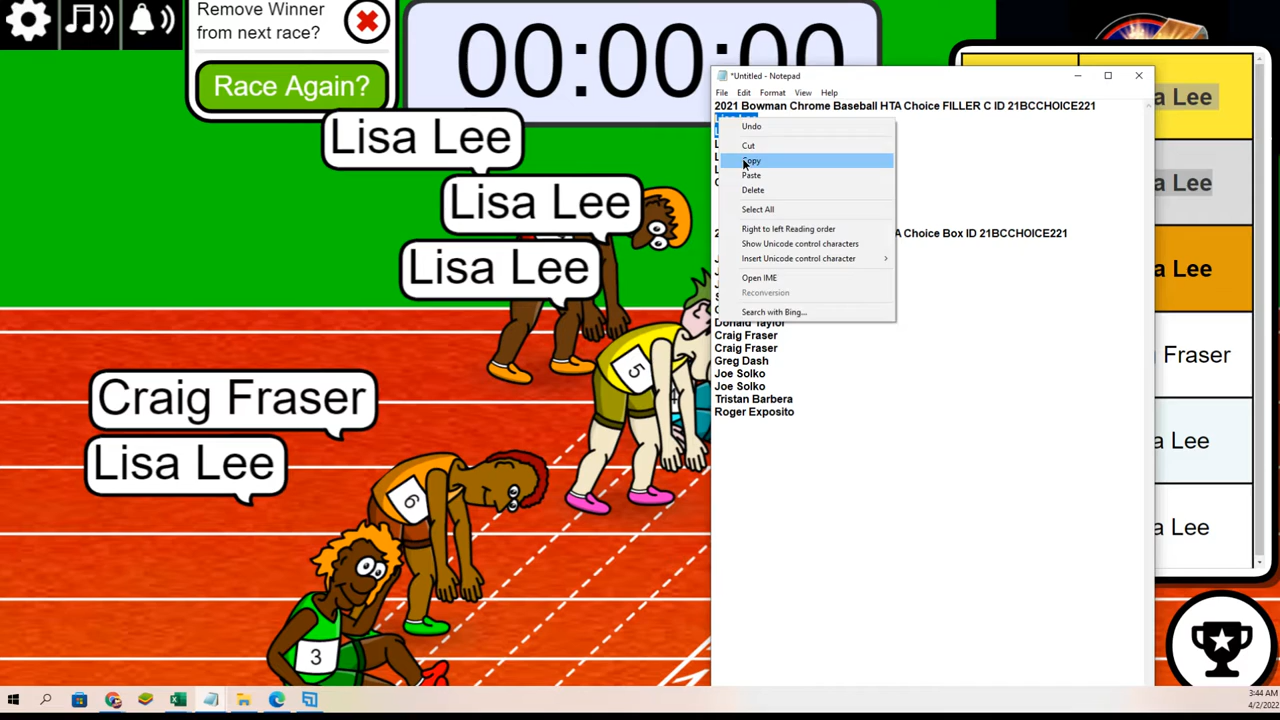 Remove Winner
from next race?
Race Again?
00:00:00
Lisa Lee
Lisa Lee
Lisa Lee
Craig Fraser
Lisa Lee
5
6
3
*Untitled - Notepad
File Edit Format View Help
2021 Bowman Chrome Baseball HTA Choice FILLER C ID 21BCCHOICE221
Undo
Cut
Copy
Paste
Delete
Select All
Right to left Reading order
Show Unicode control characters
Insert Unicode control character
Open IME
Reconversion
Search with Bing...
A Choice Box ID 21BCCHOICE221
Donald Taylor
Craig Fraser
Craig Fraser
Greg Dash
Joe Solko
Joe Solko
Tristan Barbera
Roger Exposito
a Lee
a Lee
a Lee
Fraser
a Lee
a Lee
3:44 AM
4/2/2022